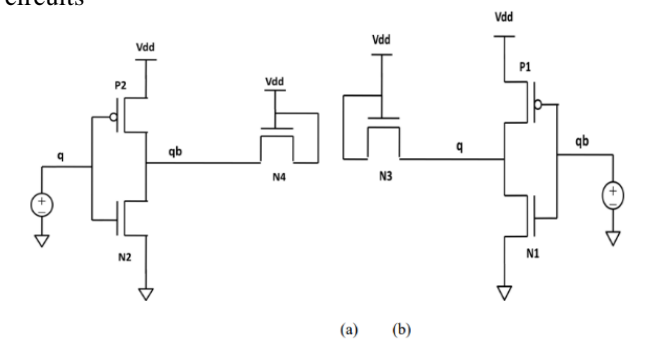 circuits
Vdd
Vdd
Vdd
P1
P2
Vdd
qb
q
qb
q
N4
N3
N2
N1
(a) (b)